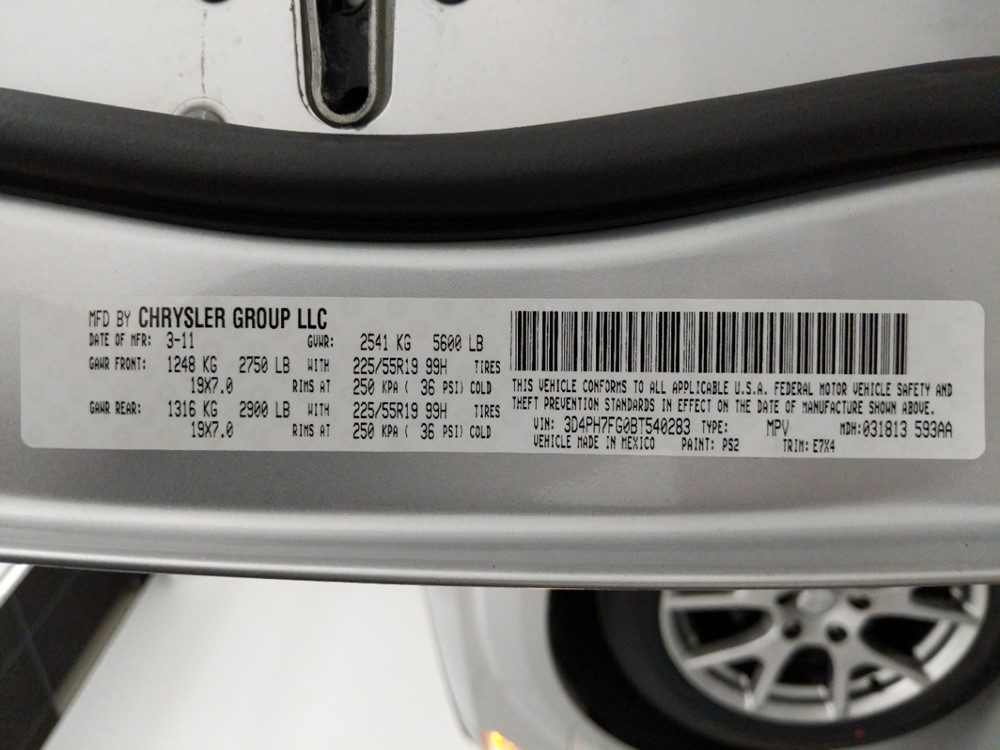 MFD BY CHRYSLER GROUP LLC
DATE OF MFR: 3-11 GVWR: 2541 KG 5600 LB
GAWR FRONT: 1248 KG 2750 LB WITH 225/55R19 99H TIRES
19X7.0 RIMS AT 250 KPA ( 36 PSI) COLD
GAWR REAR: 1316 KG 2900 LB WITH 225/55R19 99H TIRES
19X7.0 RIMS AT 250 KPA ( 36 PSI) COLD
THIS VEHICLE CONFORMS TO ALL APPLICABLE U.S.A. FEDERAL MOTOR VEHICLE SAFETY AND
THEFT PREVENTION STANDARDS IN EFFECT ON THE DATE OF MANUFACTURE SHOWN ABOVE.
VIN: 3D4PH7FG0BT540283 TYPE: MPV MDH:031813 593AA
VEHICLE MADE IN MEXICO PAINT: PS2 TRIM: E7X4